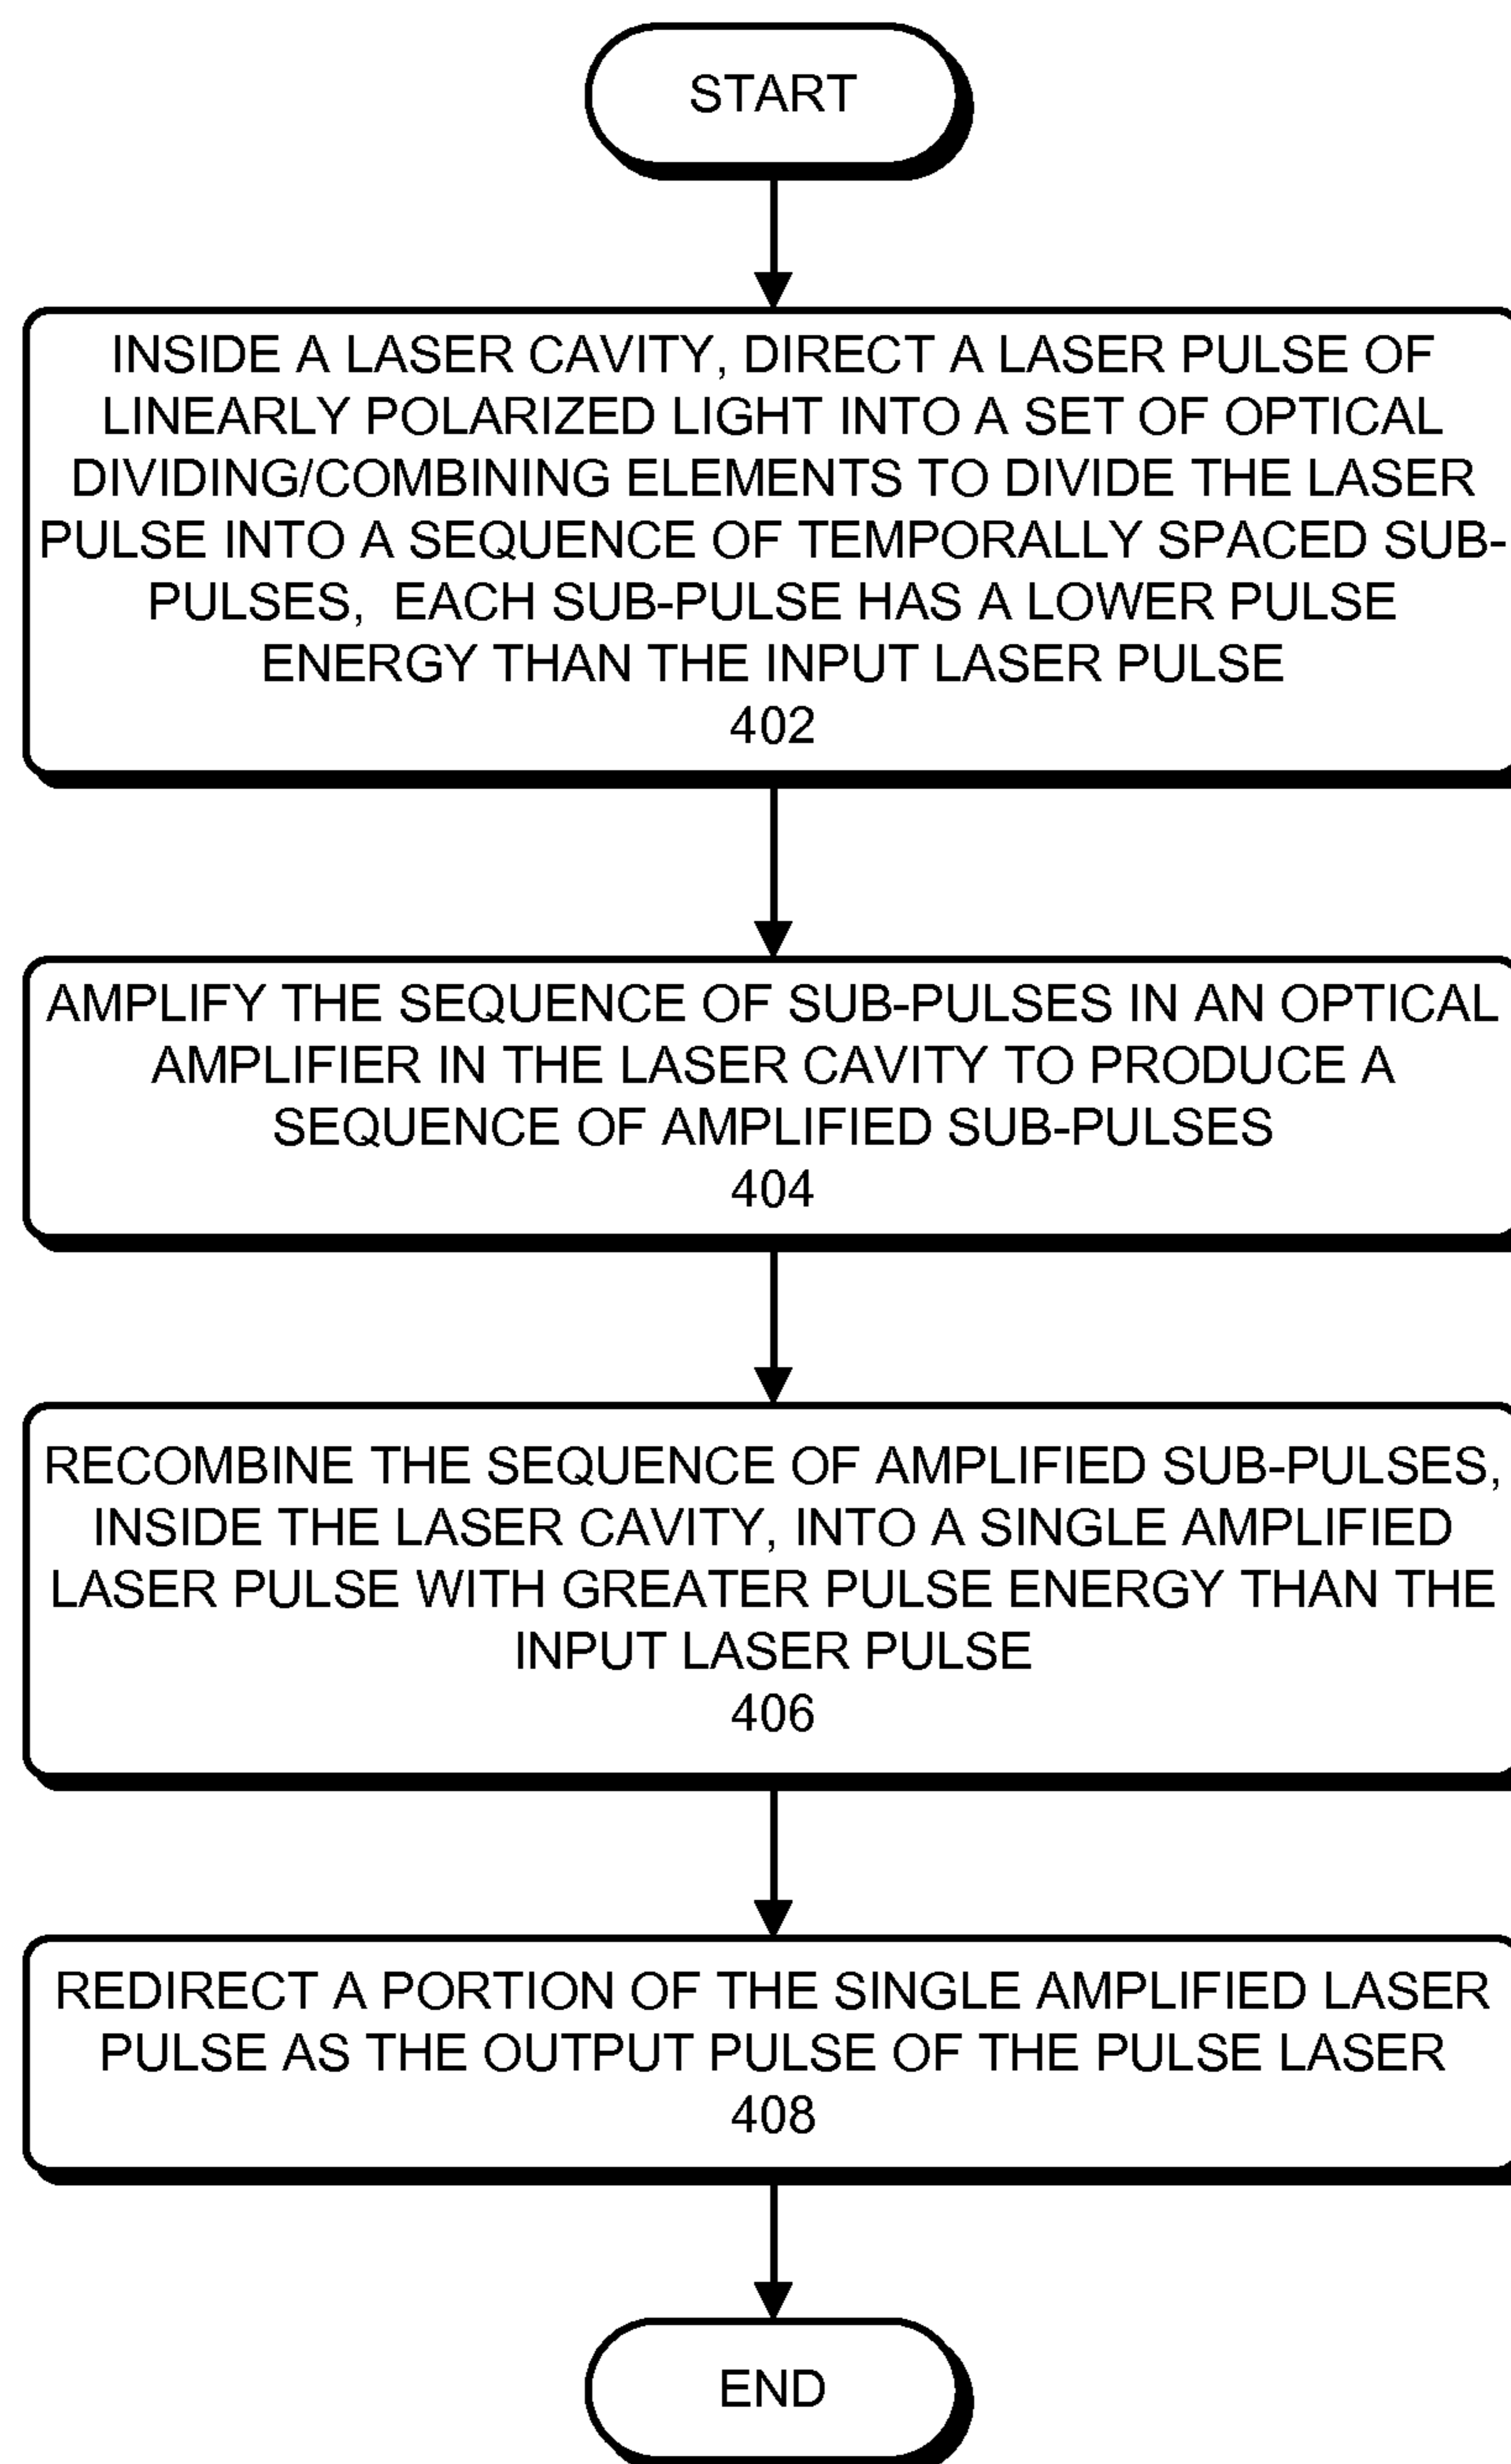 START
INSIDE A LASER CAVITY, DIRECT A LASER PULSE OF
LINEARLY POLARIZED LIGHT INTO A SET OF OPTICAL
DIVIDING/COMBINING ELEMENTS TO DIVIDE THE LASER
PULSE INTO A SEQUENCE OF TEMPORALLY SPACED SUB-
PULSES, EACH SUB-PULSE HAS A LOWER PULSE
ENERGY THAN THE INPUT LASER PULSE
402
AMPLIFY THE SEQUENCE OF SUB-PULSES IN AN OPTICAL
AMPLIFIER IN THE LASER CAVITY TO PRODUCE A
SEQUENCE OF AMPLIFIED SUB-PULSES
404
RECOMBINE THE SEQUENCE OF AMPLIFIED SUB-PULSES,
INSIDE THE LASER CAVITY, INTO A SINGLE AMPLIFIED
LASER PULSE WITH GREATER PULSE ENERGY THAN THE
INPUT LASER PULSE
406
REDIRECT A PORTION OF THE SINGLE AMPLIFIED LASER
PULSE AS THE OUTPUT PULSE OF THE PULSE LASER
408
END